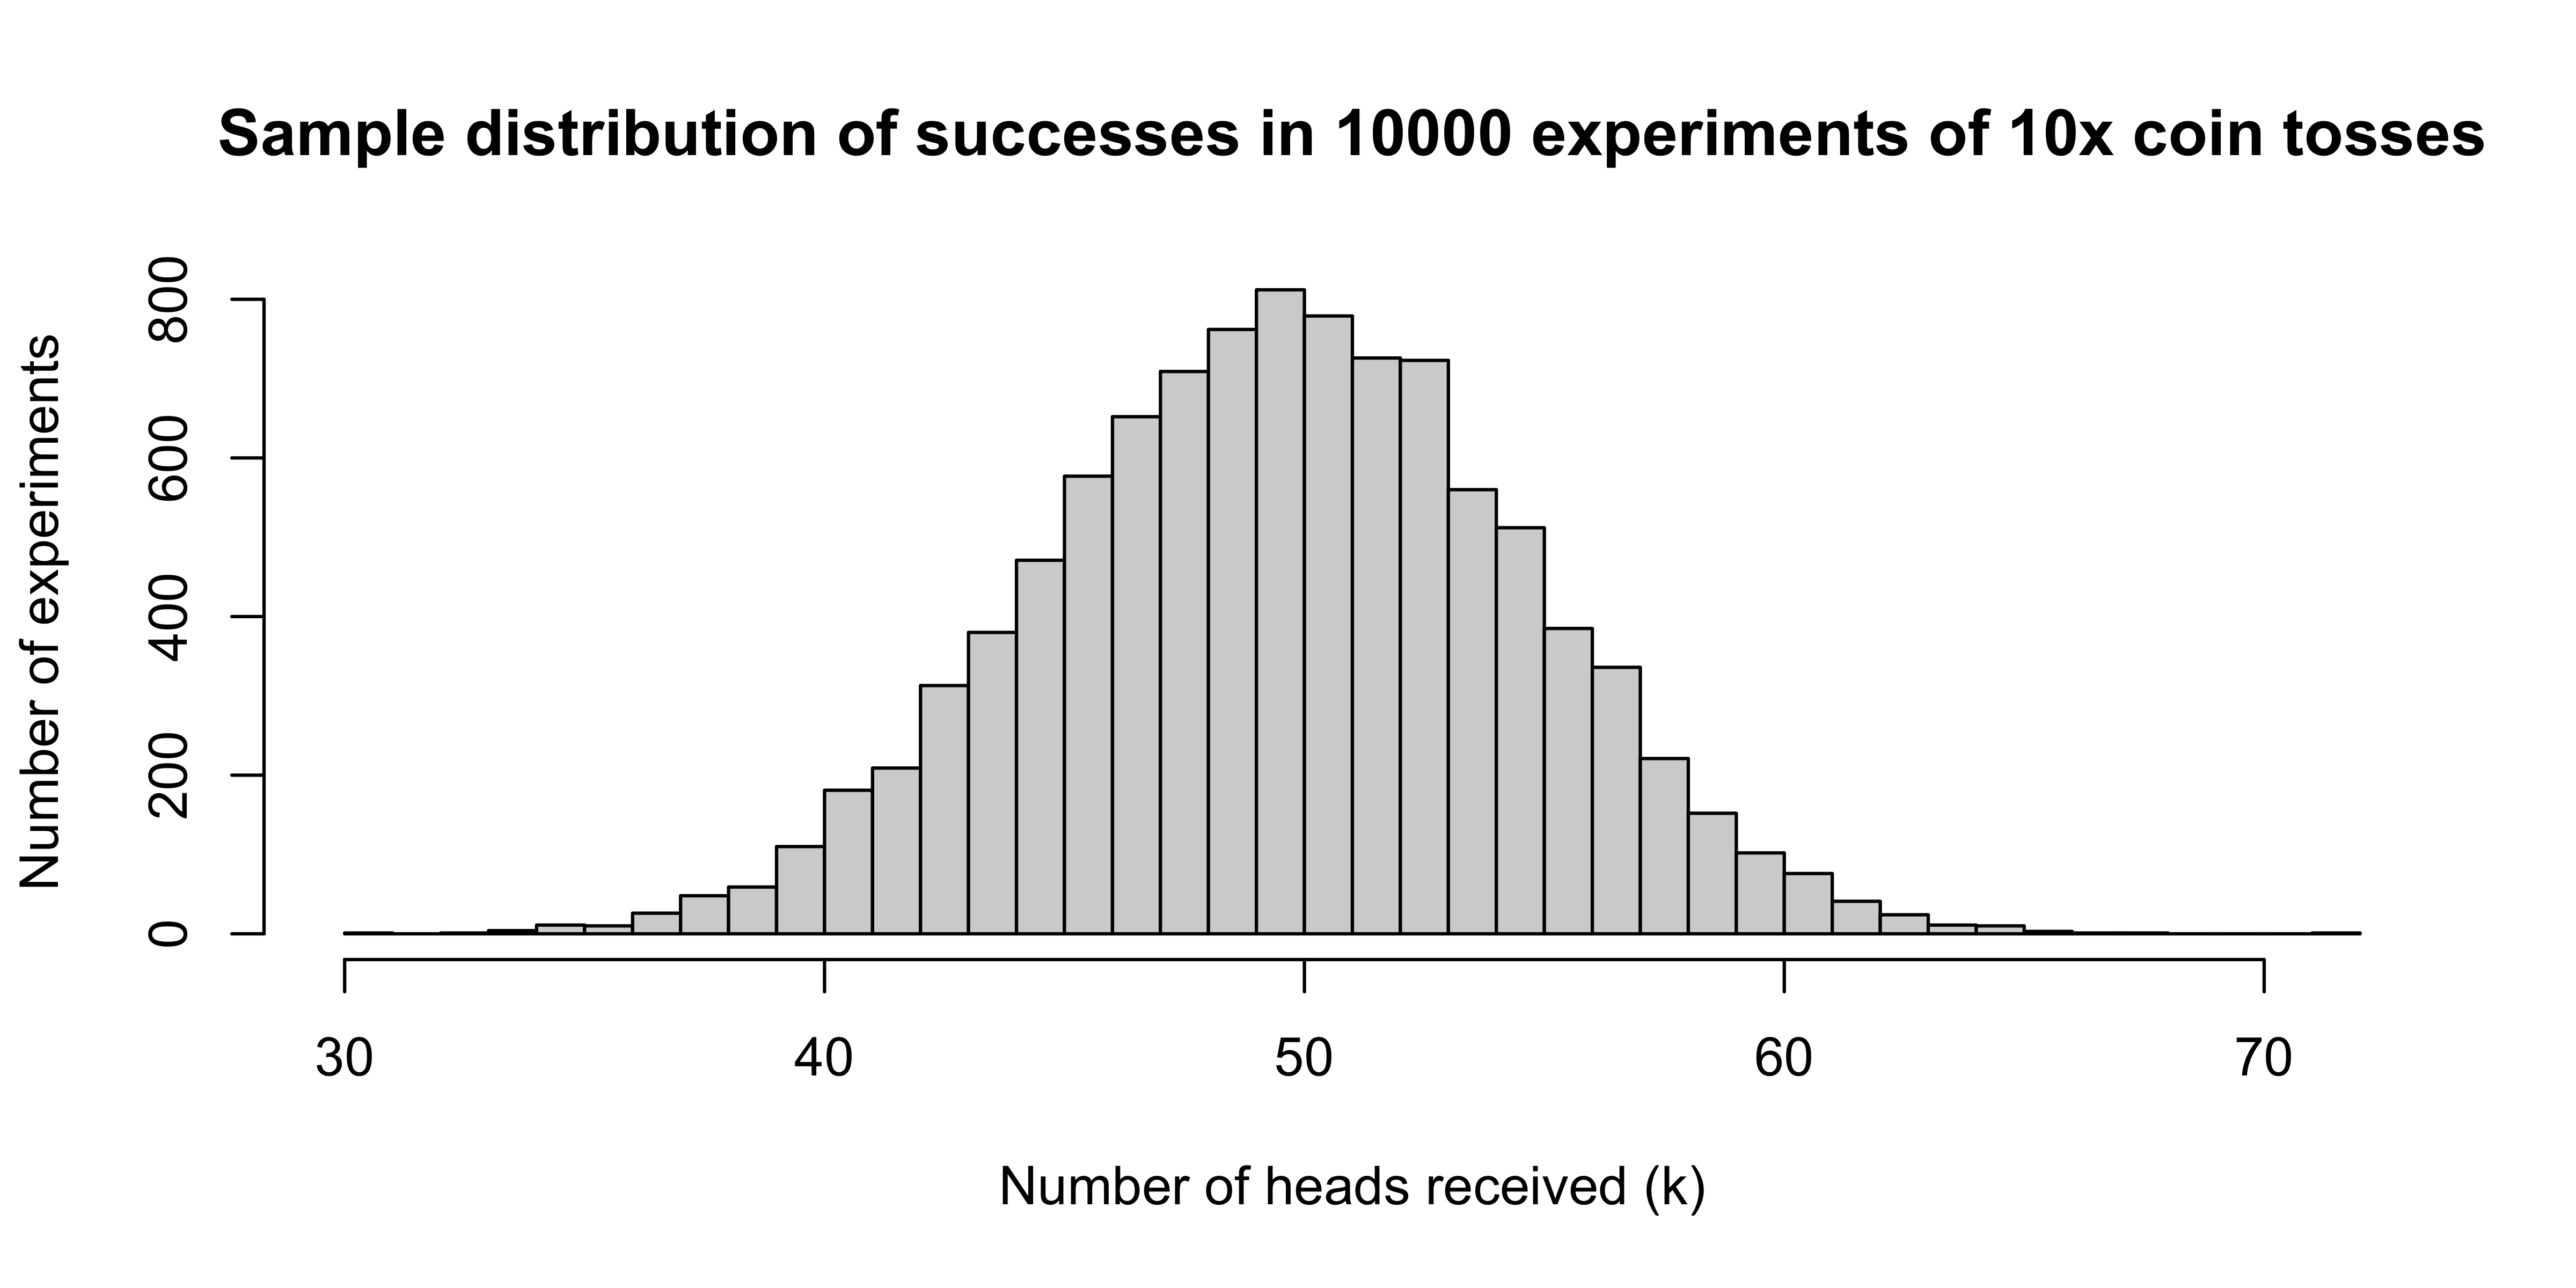 Sample distribution of successes in 10000 experiments of 10x coin tosses
Number of experiments
800
600
400
200
0
30 40 50 60 70
Number of heads received (k)